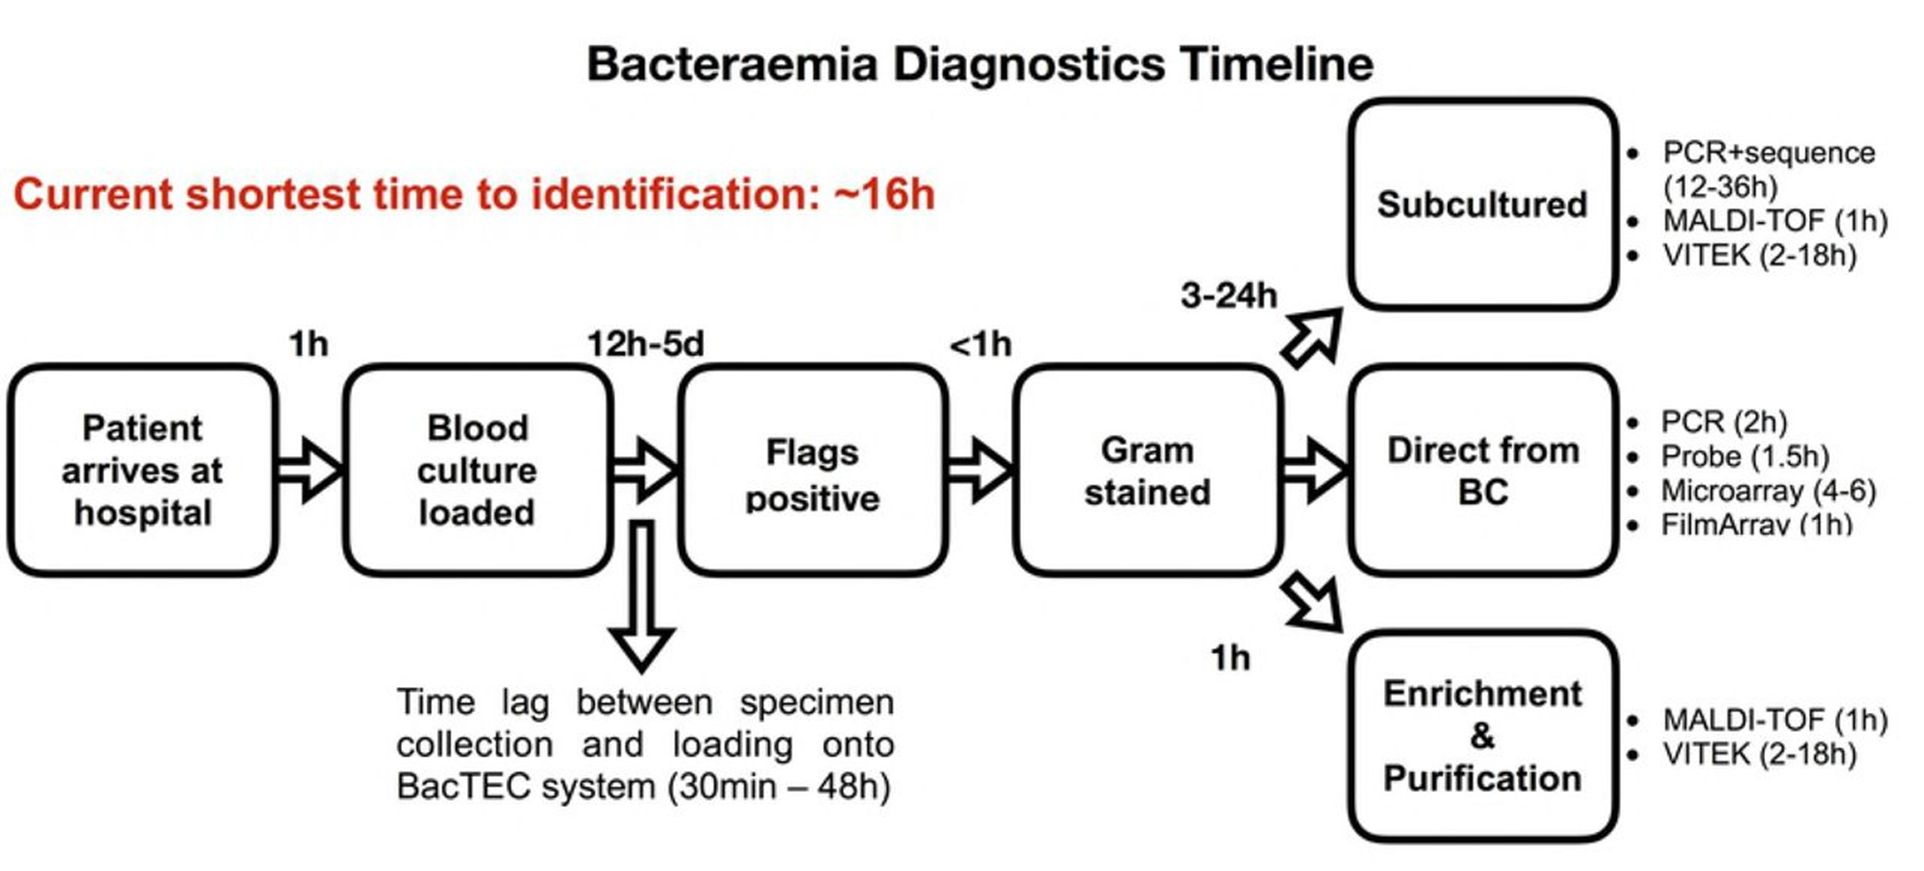 Bacteraemia Diagnostics Timeline
Current shortest time to identification: ~16h
1h
12h-5d
<1h
3-24h
1h
Patient
arrives at
hospital
Blood
culture
loaded
Flags
positive
Gram
stained
Subcultured
• PCR+sequence
(12-36h)
• MALDI-TOF (1h)
• VITEK (2-18h)
Direct from
BC
• PCR (2h)
• Probe (1.5h)
• Microarray (4-6)
• FilmArray (1h)
Enrichment
&
Purification
• MALDI-TOF (1h)
• VITEK (2-18h)
Time lag between specimen
collection and loading onto
BacTEC system (30min – 48h)